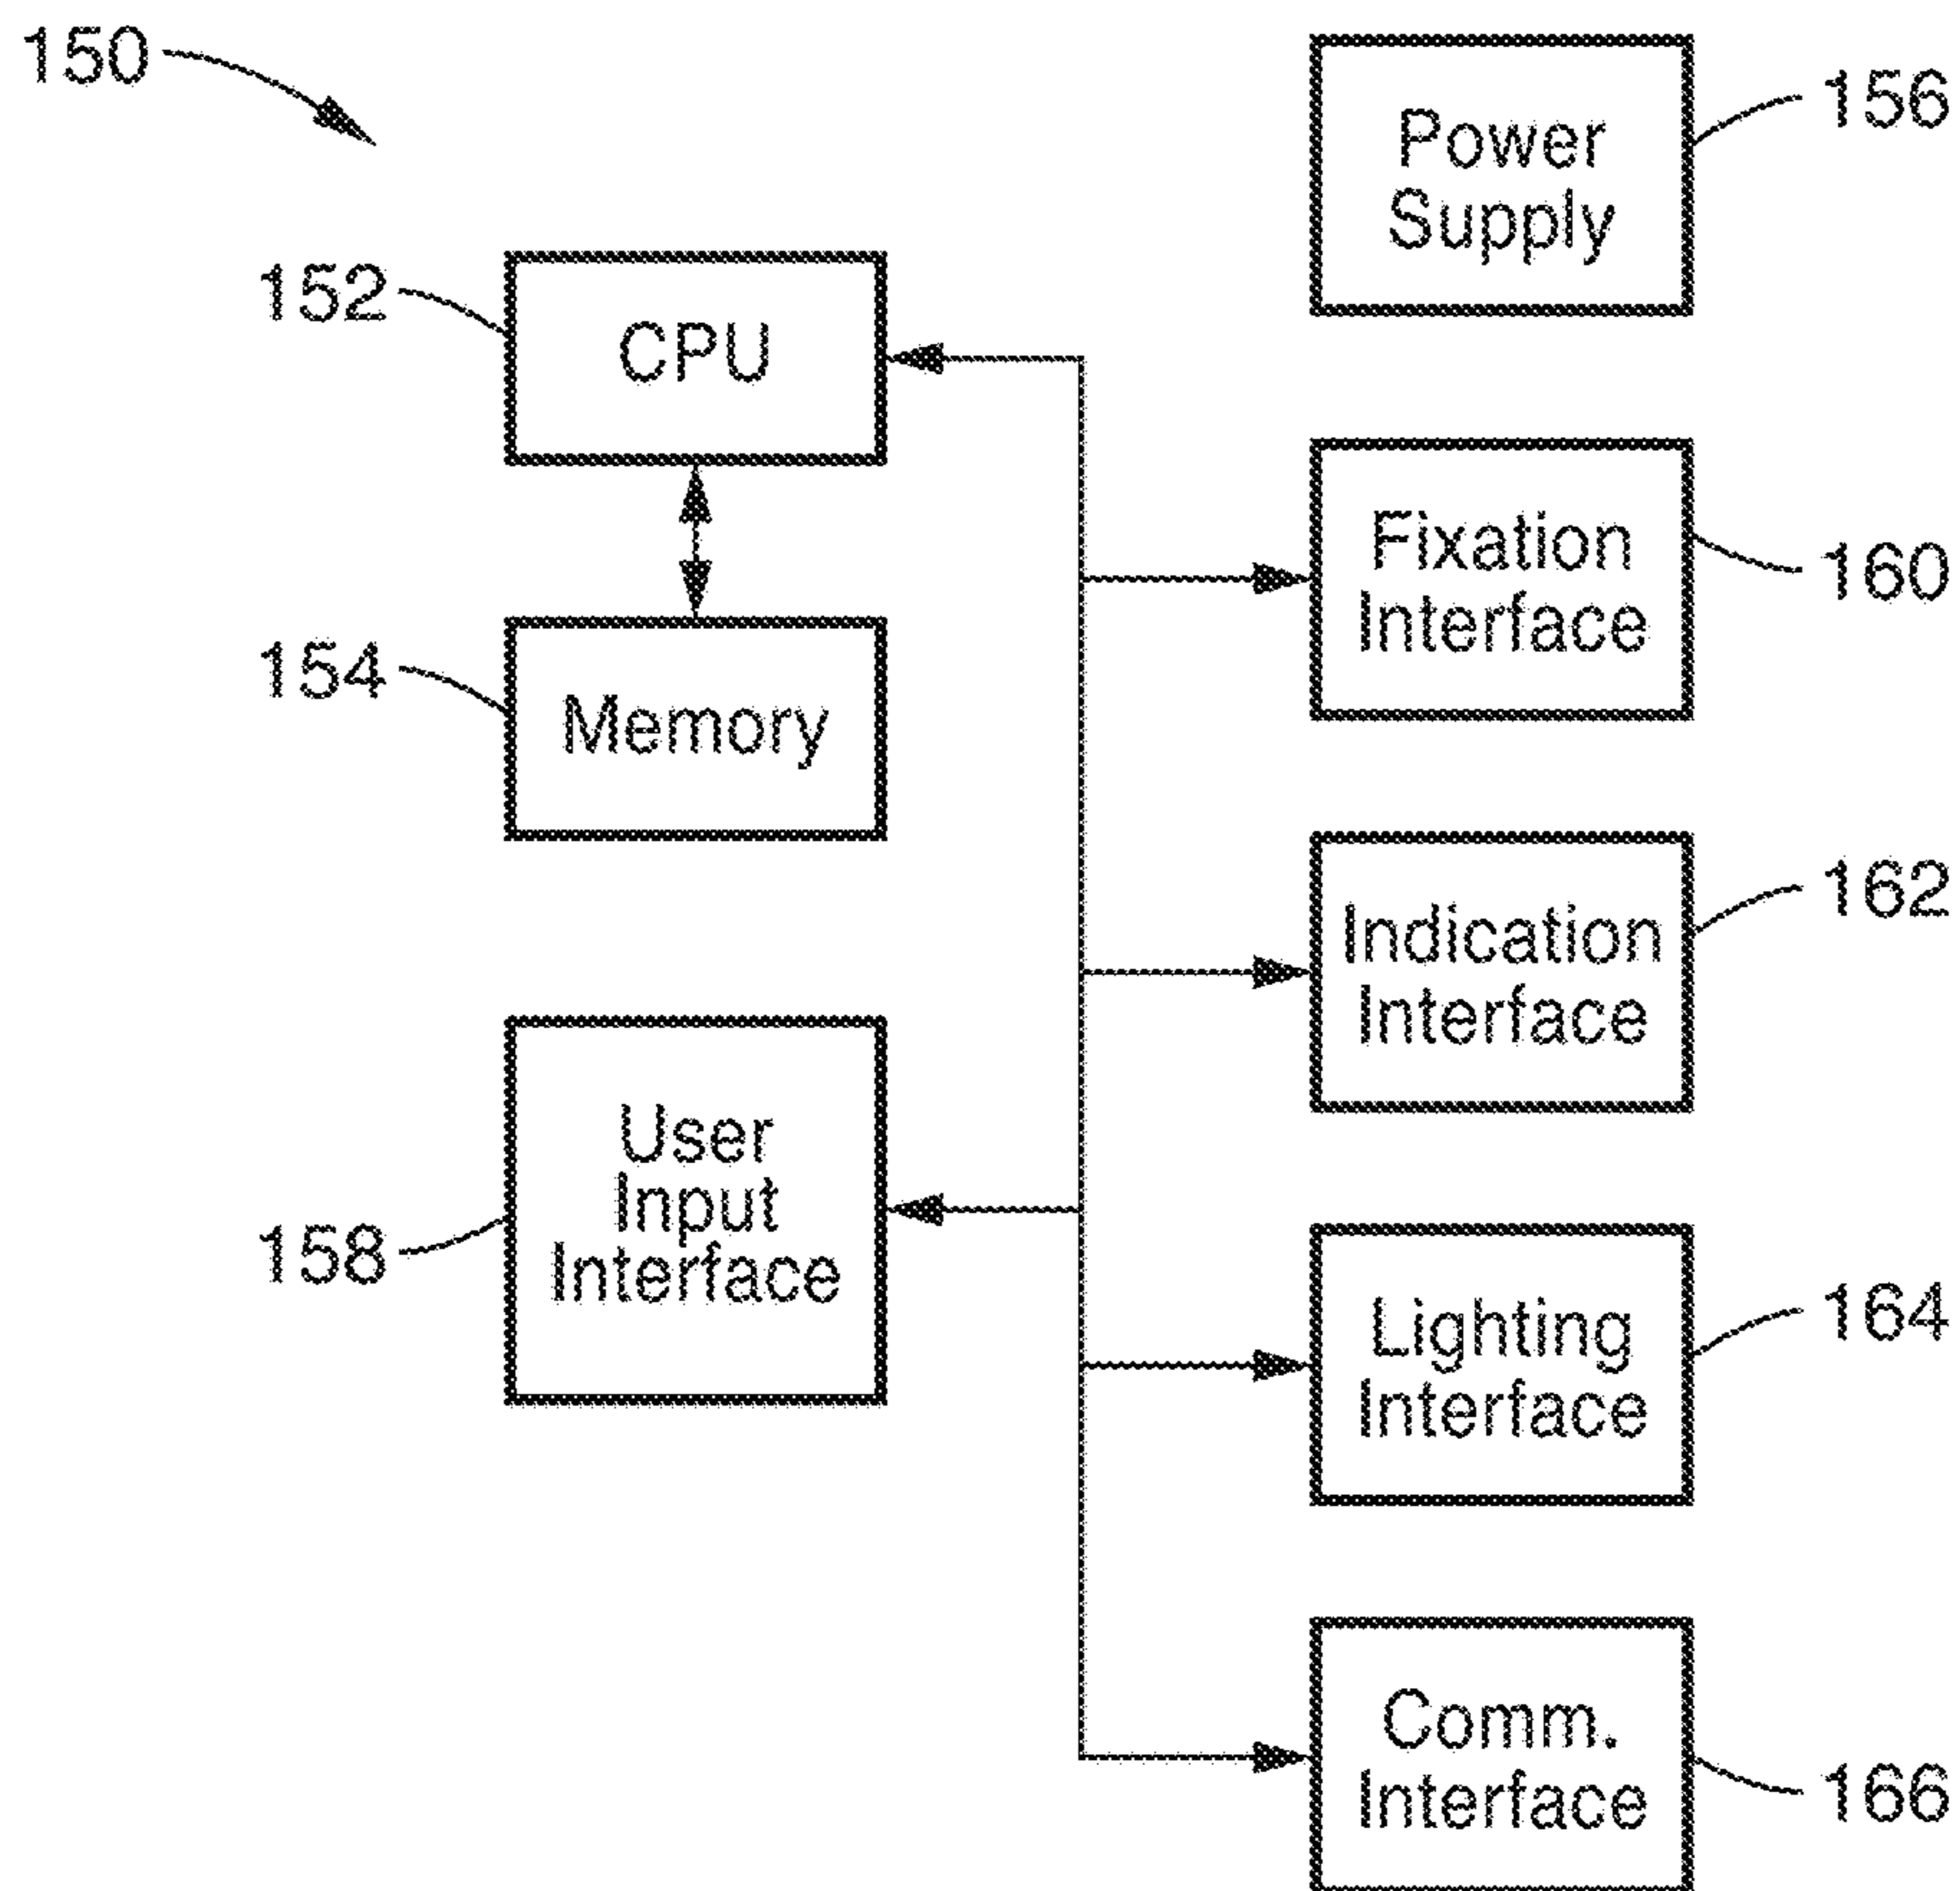 150
156
Power
Supply
152
CPU
Fixation
Interface
160
154
Memory
162
Indication
Interface
158
User
Input
Interface
164
Lighting
Interface
Comm.
Interface
166